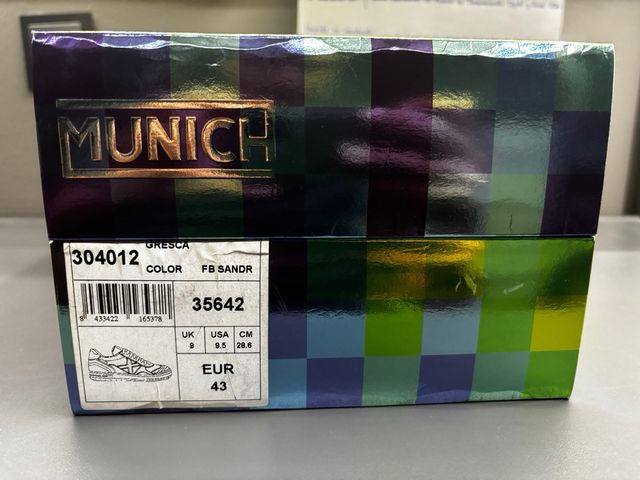 MUNICH
GRESCA
304012
COLOR FB SANDR
8 433422 165378
35642
UK USA CM
9 9.5 28.6
EUR
43